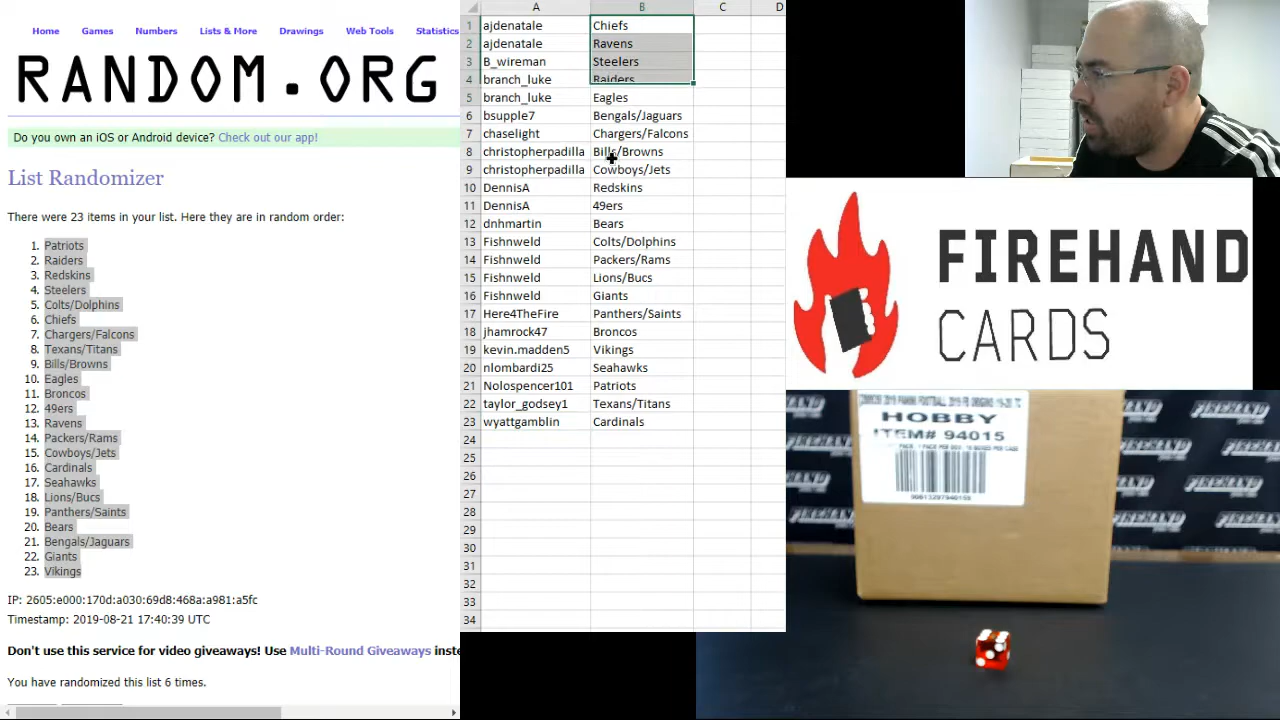 Home Games Numbers Lists & More Drawings Web Tools Statistics
RANDOM.ORG
Do you own an iOS or Android device? Check out our app!
List Randomizer
There were 23 items in your list. Here they are in random order:
1. Patriots
2. Raiders
3. Redskins
4. Steelers
5. Colts/Dolphins
6. Chiefs
7. Chargers/Falcons
8. Texans/Titans
9. Bills/Browns
10. Eagles
11. Broncos
12. 49ers
13. Ravens
14. Packers/Rams
15. Cowboys/Jets
16. Cardinals
17. Seahawks
18. Lions/Bucs
19. Panthers/Saints
20. Bears
21. Bengals/Jaguars
22. Giants
23. Vikings
IP: 2605:e000:170d:a030:69d8:468a:a981:a5fc
Timestamp: 2019-08-21 17:40:39 UTC
Don't use this service for video giveaways! Use Multi-Round Giveaways inste
You have randomized this list 6 times.
A B C D
1 ajdenatale Chiefs
2 ajdenatale Ravens
3 B_wireman Steelers
4 branch_luke Raiders
5 branch_luke Eagles
6 bsupple7 Bengals/Jaguars
7 chaselight Chargers/Falcons
8 christopherpadilla Bills/Browns
9 christopherpadilla Cowboys/Jets
10 DennisA Redskins
11 DennisA 49ers
12 dnhmartin Bears
13 Fishnweld Colts/Dolphins
14 Fishnweld Packers/Rams
15 Fishnweld Lions/Bucs
16 Fishnweld Giants
17 Here4TheFire Panthers/Saints
18 jhamrock47 Broncos
19 kevin.madden5 Vikings
20 nlombardi25 Seahawks
21 Nolospencer101 Patriots
22 taylor_godsey1 Texans/Titans
23 wyattgamblin Cardinals
24
25
26
27
28
29
30
31
32
33
34
FIREHAND
CARDS
HOBBY
ITEM# 94015
FIREHAND